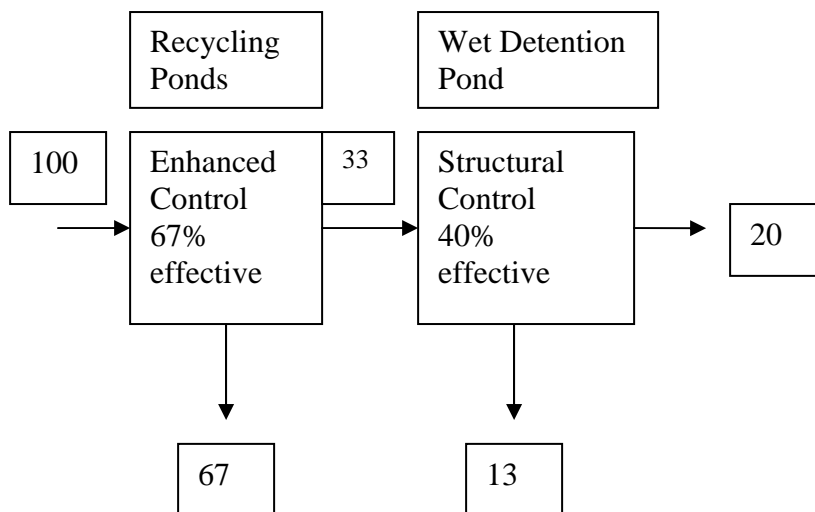 Recycling
Ponds
Wet Detention
Pond
100
Enhanced
Control
67%
effective
33
Structural
Control
40%
effective
20
67
13